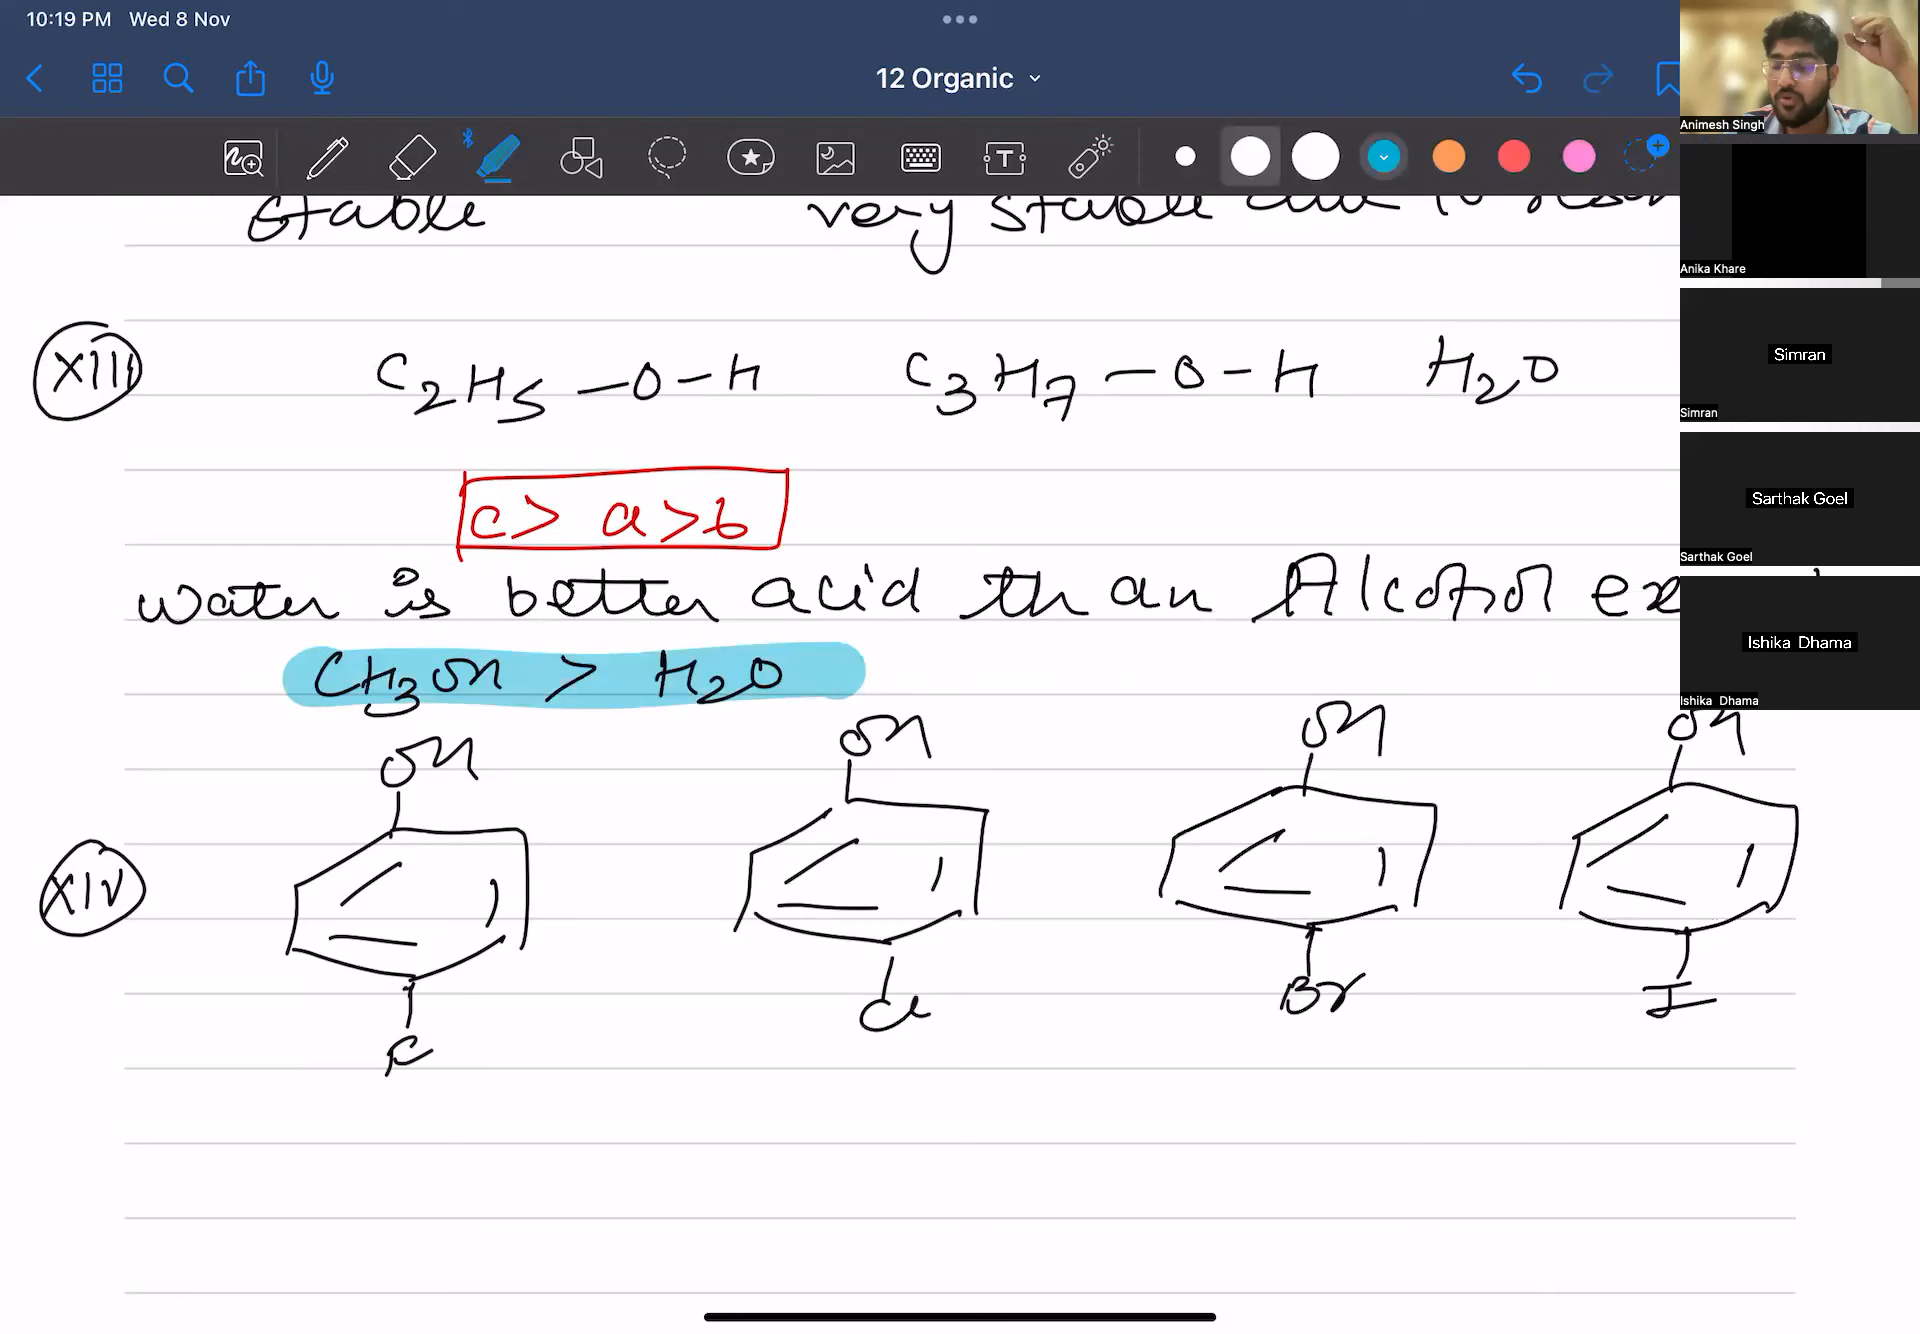 10:19 PM Wed 8 Nov
12 Organic
Animesh Singh
Anika Khare
Simran
Simran
Sarthak Goel
Sarthak Goel
Ishika Dhama
Ishika Dhama
stable very stable due to
XIII C2H5-O-H C3H7-O-H H2O
c > a > b
water is better acid than Alcohol
CH3OH > H2O
OH OH OH OH
XIV
F Cl Br I